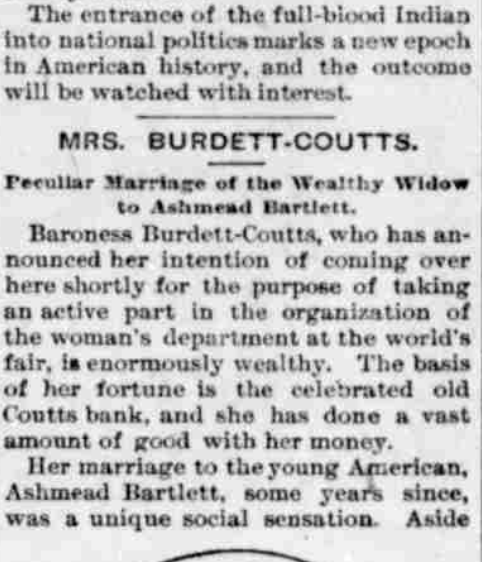 The entrance of the full-blood Indian
into national politics marks a new epoch
in American history, and the outcome
will be watched with interest.
MRS. BURDETT-COUTTS.
Peculiar Marriage of the Wealthy Widow
to Ashmead Bartlett.
Baroness Burdett-Coutts, who has an-
nounced her intention of coming over
here shortly for the purpose of taking
an active part in the organization of
the woman's department at the world's
fair, is enormously wealthy. The basis
of her fortune is the celebrated old
Coutts bank, and she has done a vast
amount of good with her money.
Her marriage to the young American,
Ashmead Bartlett, some years since,
was a unique social sensation. Aside